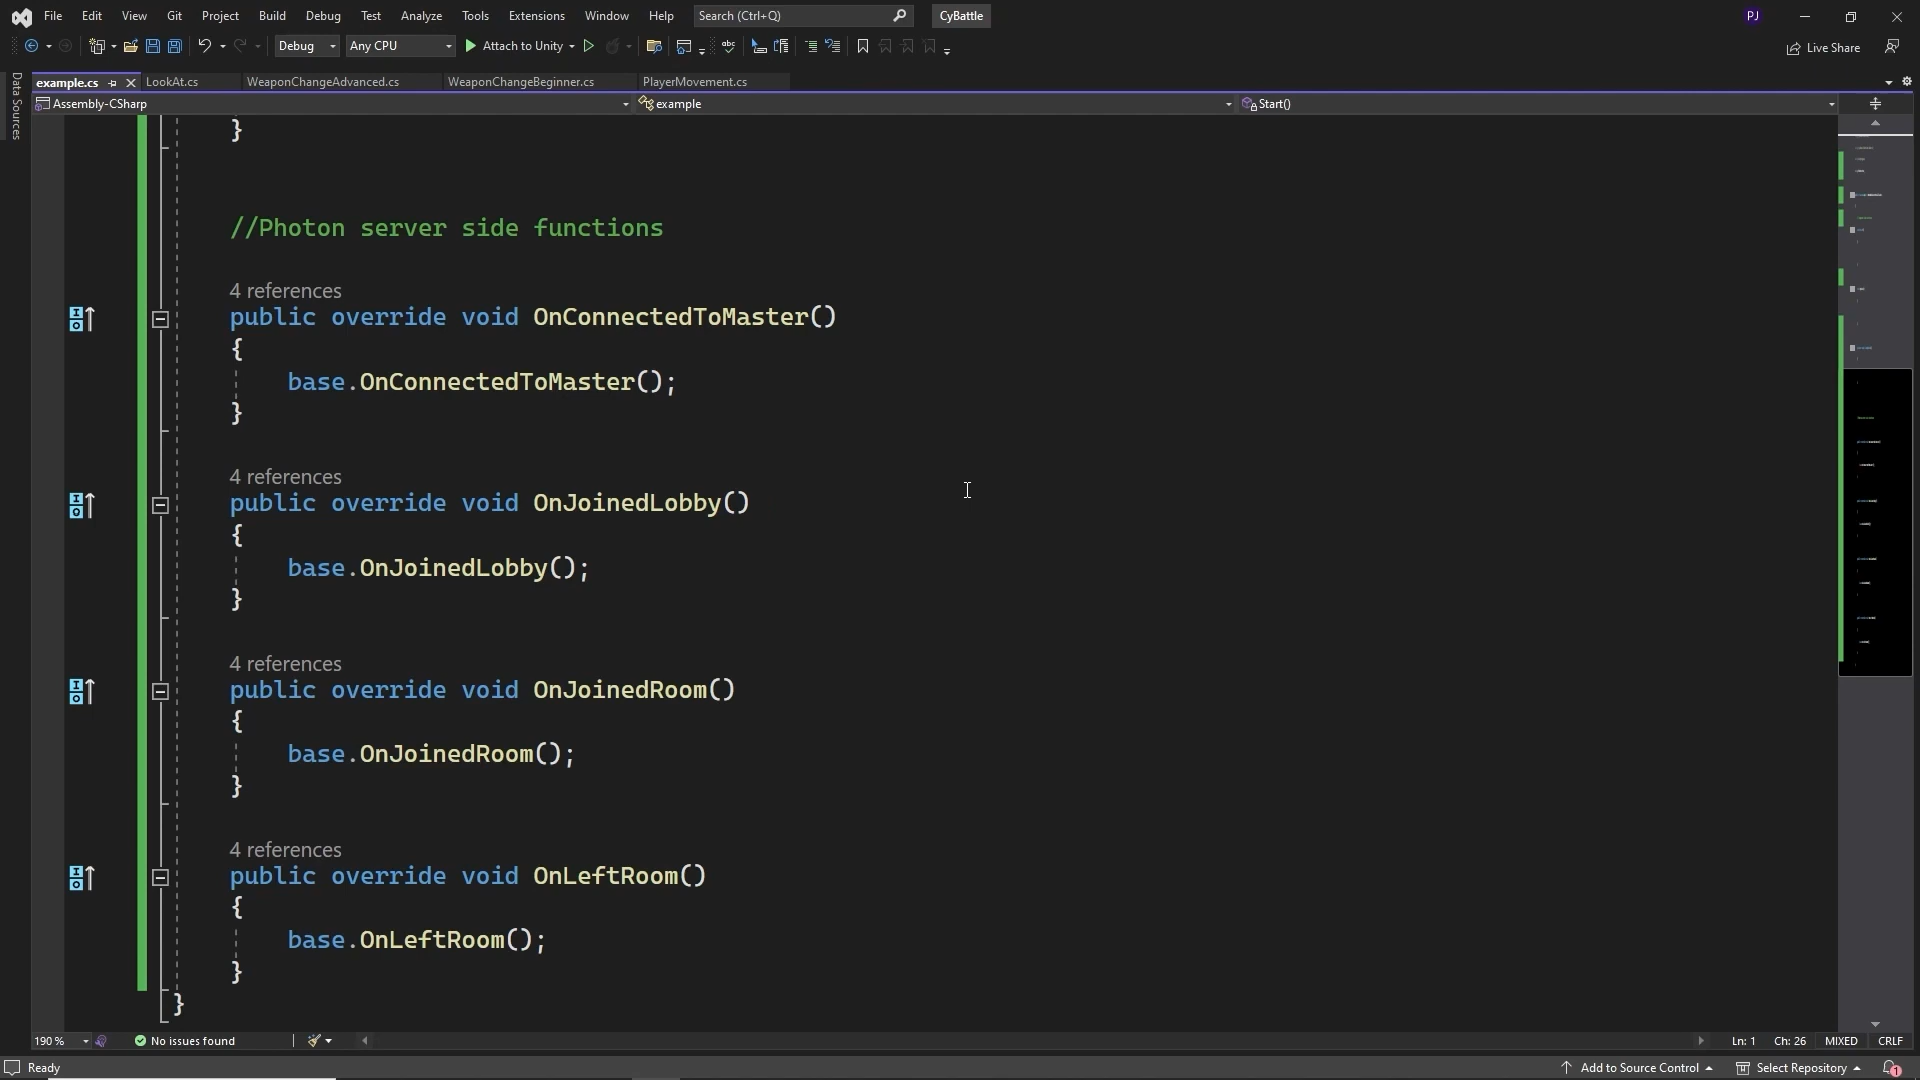 File Edit View Git Project Build Debug Test Analyze Tools Extensions Window Help Search (Ctrl+Q) CyBattle PJ
Debug Any CPU Attach to Unity abc Live Share
example.cs LookAt.cs WeaponChangeAdvanced.cs WeaponChangeBeginner.cs PlayerMovement.cs
Data Sources
Assembly-CSharp example Start()
}
//Photon server side functions
4 references
public override void OnConnectedToMaster()
{
base.OnConnectedToMaster();
}
4 references
public override void OnJoinedLobby()
{
base.OnJoinedLobby();
}
4 references
public override void OnJoinedRoom()
{
base.OnJoinedRoom();
}
4 references
public override void OnLeftRoom()
{
base.OnLeftRoom();
}
}
190 % No issues found Ln: 1 Ch: 26 MIXED CRLF
Ready Add to Source Control Select Repository 1